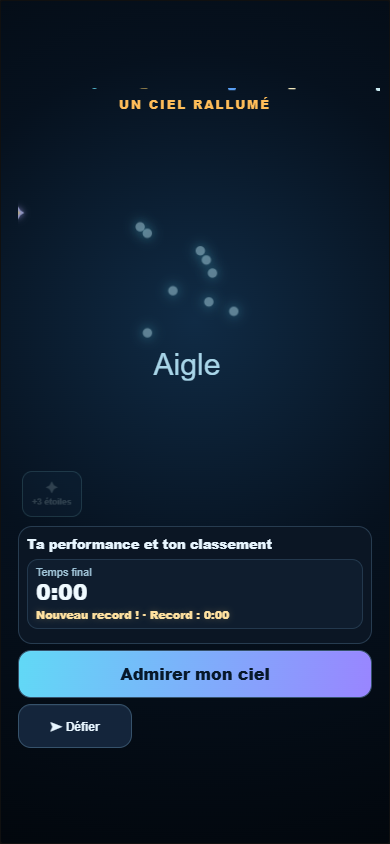 UN CIEL RALLUMÉ
Aigle
✦
+3 étoiles
Ta performance et ton classement
Temps final
0:00
Nouveau record ! · Record : 0:00
Admirer mon ciel
➤ Défier